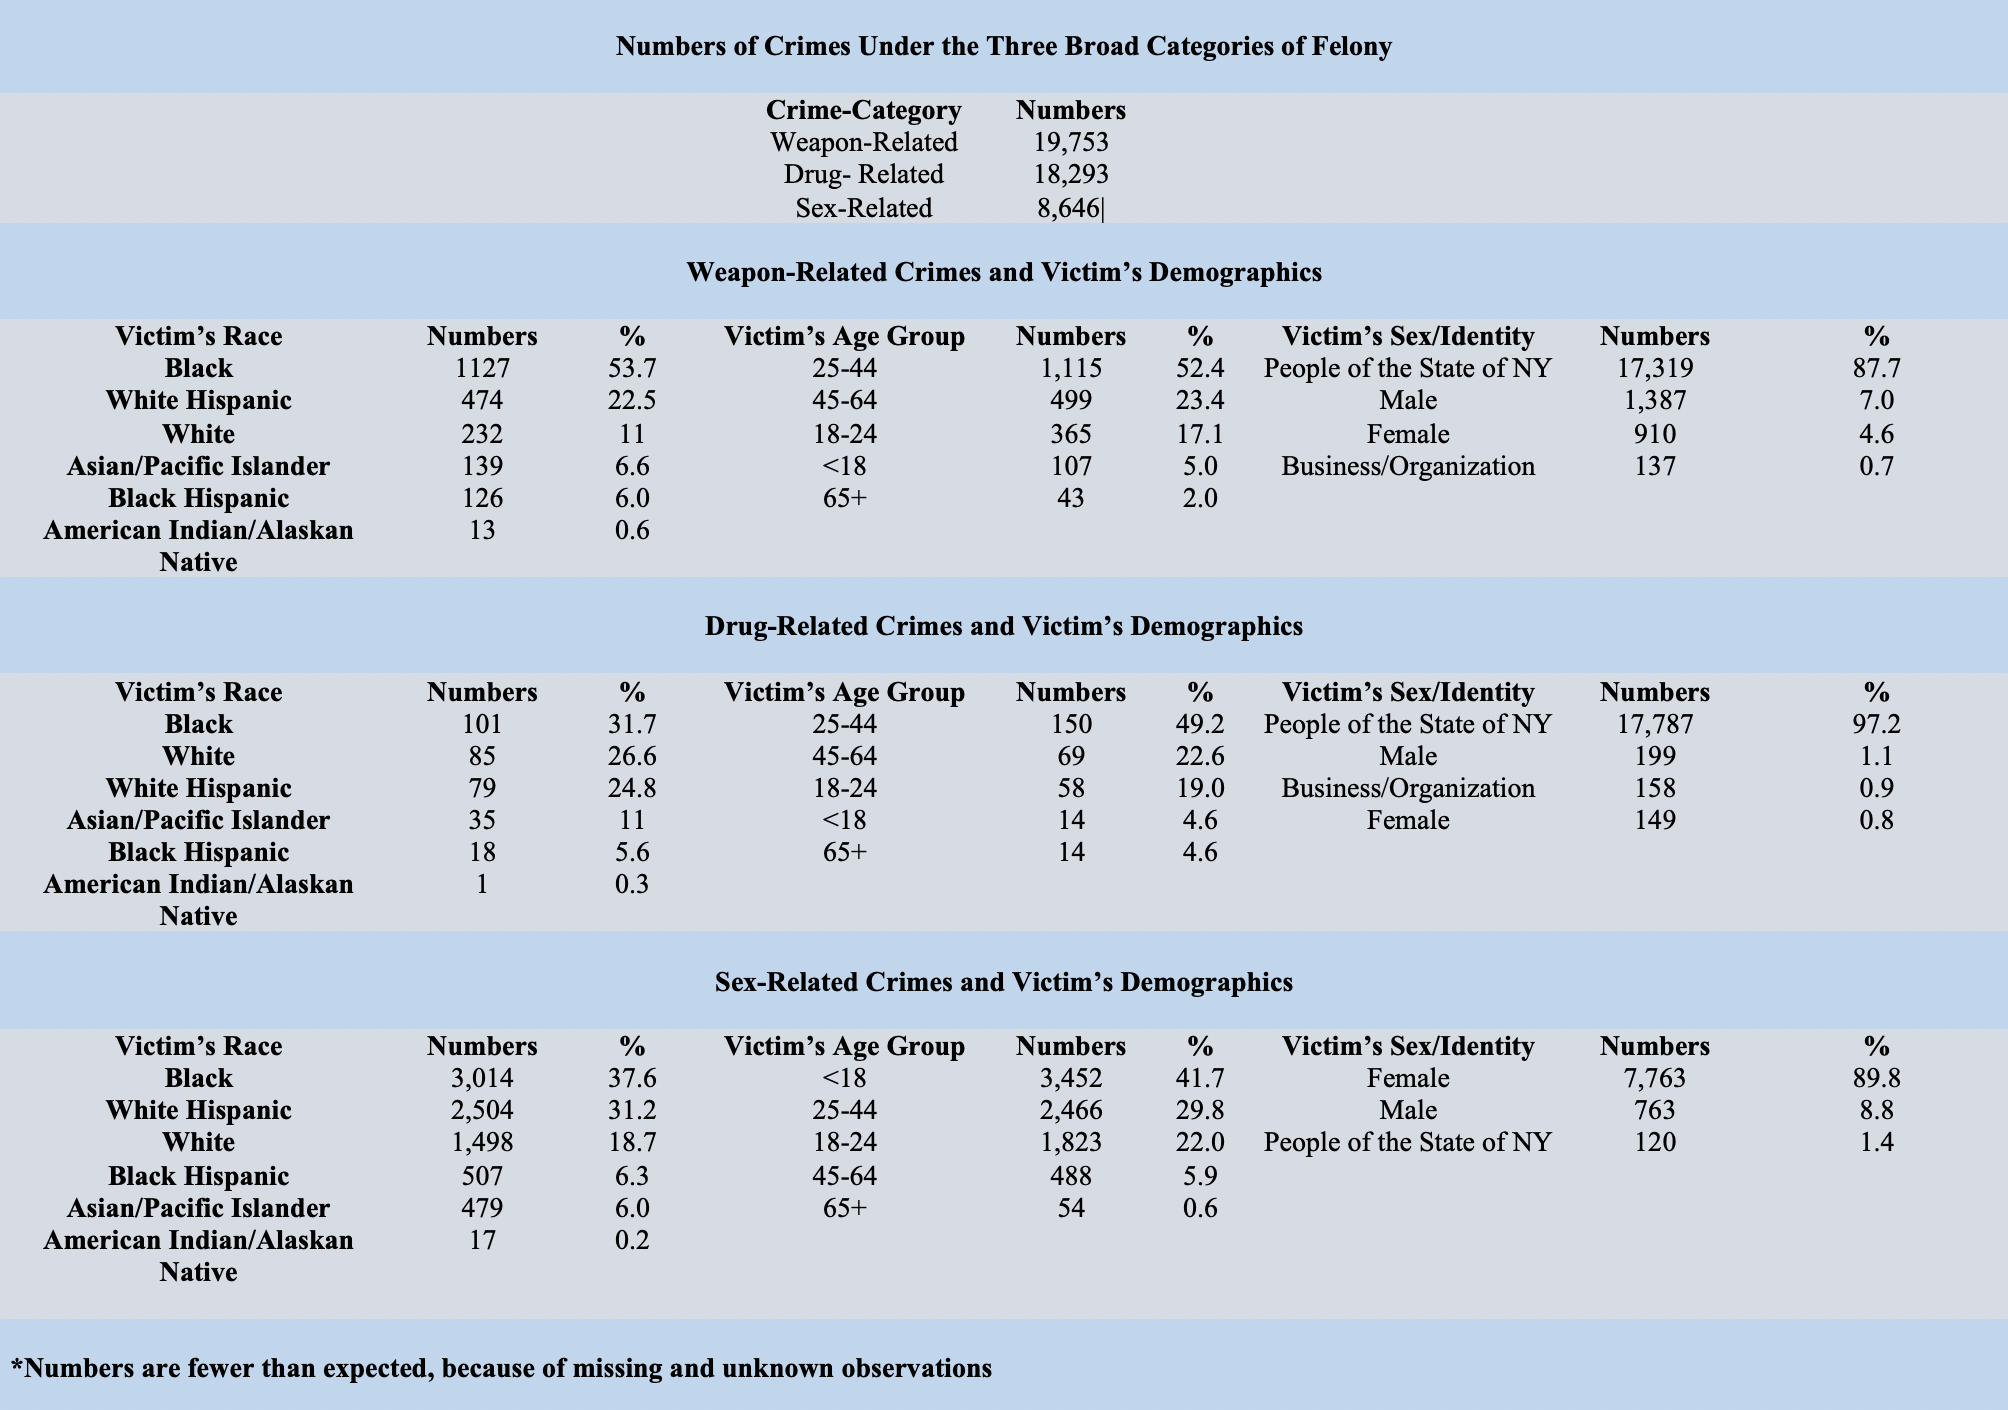 Numbers of Crimes Under the Three Broad Categories of Felony
Crime-Category Numbers
Weapon-Related 19,753
Drug- Related 18,293
Sex-Related 8,646|
Weapon-Related Crimes and Victim’s Demographics
Victim’s Race Numbers % Victim’s Age Group Numbers % Victim’s Sex/Identity Numbers %
Black 1127 53.7 25-44 1,115 52.4 People of the State of NY 17,319 87.7
White Hispanic 474 22.5 45-64 499 23.4 Male 1,387 7.0
White 232 11 18-24 365 17.1 Female 910 4.6
Asian/Pacific Islander 139 6.6 <18 107 5.0 Business/Organization 137 0.7
Black Hispanic 126 6.0 65+ 43 2.0
American Indian/Alaskan 13 0.6
Native
Drug-Related Crimes and Victim’s Demographics
Victim’s Race Numbers % Victim’s Age Group Numbers % Victim’s Sex/Identity Numbers %
Black 101 31.7 25-44 150 49.2 People of the State of NY 17,787 97.2
White 85 26.6 45-64 69 22.6 Male 199 1.1
White Hispanic 79 24.8 18-24 58 19.0 Business/Organization 158 0.9
Asian/Pacific Islander 35 11 <18 14 4.6 Female 149 0.8
Black Hispanic 18 5.6 65+ 14 4.6
American Indian/Alaskan 1 0.3
Native
Sex-Related Crimes and Victim’s Demographics
Victim’s Race Numbers % Victim’s Age Group Numbers % Victim’s Sex/Identity Numbers %
Black 3,014 37.6 <18 3,452 41.7 Female 7,763 89.8
White Hispanic 2,504 31.2 25-44 2,466 29.8 Male 763 8.8
White 1,498 18.7 18-24 1,823 22.0 People of the State of NY 120 1.4
Black Hispanic 507 6.3 45-64 488 5.9
Asian/Pacific Islander 479 6.0 65+ 54 0.6
American Indian/Alaskan 17 0.2
Native
*Numbers are fewer than expected, because of missing and unknown observations